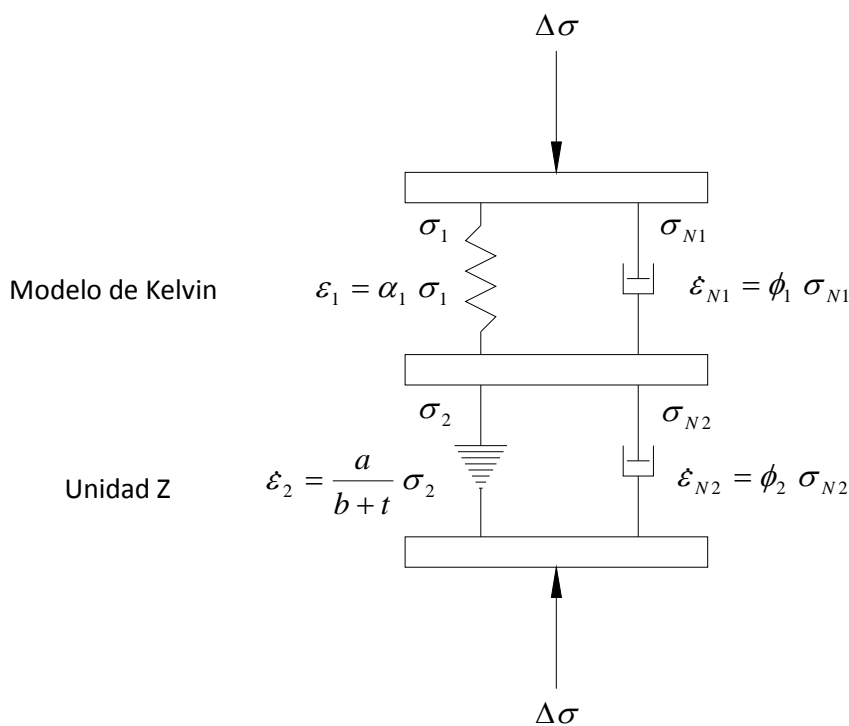 Δσ
σ₁ σ_N1
Modelo de Kelvin ε₁ = α₁ σ₁ ε̇_N1 = ϕ₁ σ_N1
σ₂ σ_N2
Unidad Z ε̇₂ = a/(b + t) σ₂ ε̇_N2 = ϕ₂ σ_N2
Δσ